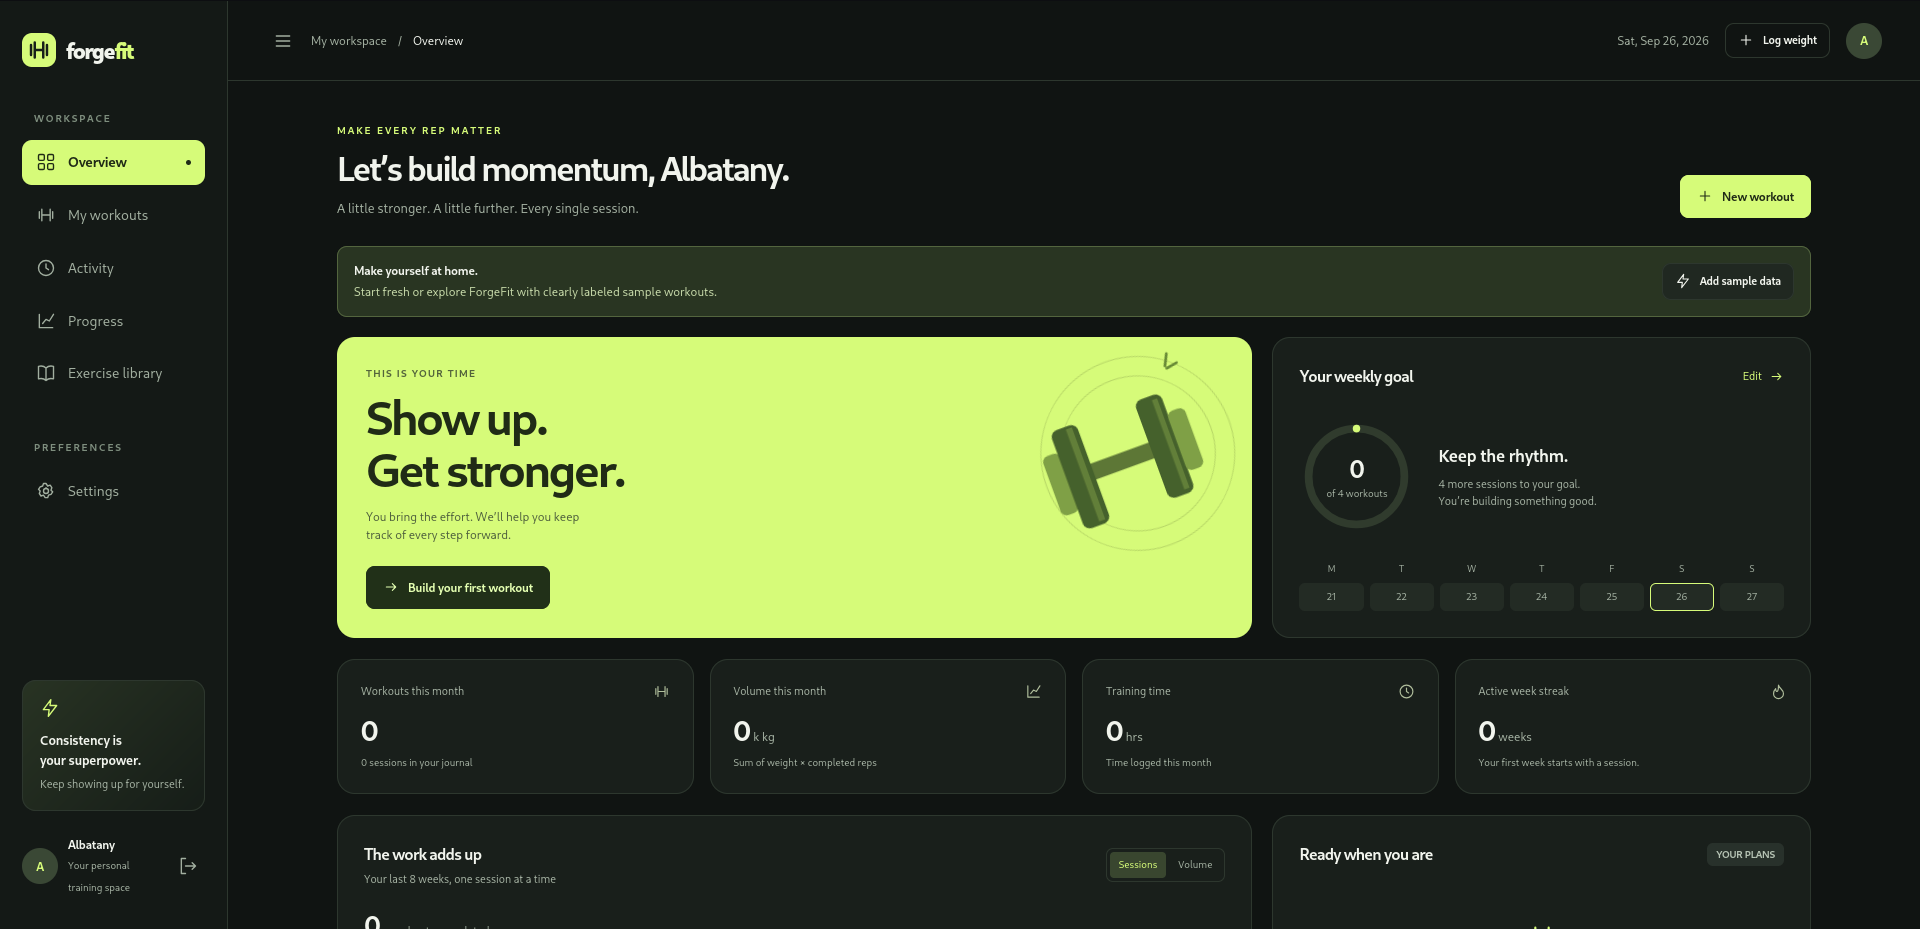 forgefit
My workspace / Overview
Sat, Sep 26, 2026
Log weight
A
WORKSPACE
Overview
My workouts
Activity
Progress
Exercise library
PREFERENCES
Settings
Consistency is
your superpower.
Keep showing up for yourself.
A
Albatany
Your personal
training space
MAKE EVERY REP MATTER
Let's build momentum, Albatany.
A little stronger. A little further. Every single session.
New workout
Make yourself at home.
Start fresh or explore ForgeFit with clearly labeled sample workouts.
Add sample data
THIS IS YOUR TIME
Show up.
Get stronger.
You bring the effort. We'll help you keep
track of every step forward.
Build your first workout
Your weekly goal
Edit
0
of 4 workouts
Keep the rhythm.
4 more sessions to your goal.
You're building something good.
M T W T F S S
21 22 23 24 25 26 27
Workouts this month
0
0 sessions in your journal
Volume this month
0 k kg
Sum of weight × completed reps
Training time
0 hrs
Time logged this month
Active week streak
0 weeks
Your first week starts with a session.
The work adds up
Your last 8 weeks, one session at a time
Sessions
Volume
0
Ready when you are
YOUR PLANS